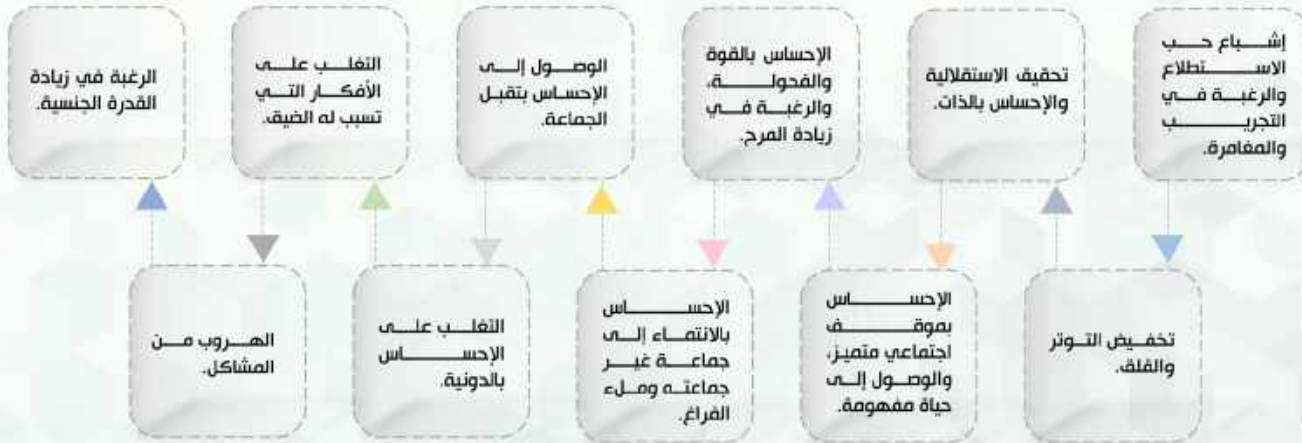 إشباع حب
الاستطلاع
والرغبة في
التجريب
والمغامرة.
تخفيض التوتر
والقلق.
تحقيق الاستقلالية
والإحساس بالذات.
الإحساس
بموقف
اجتماعي متميز،
والوصول إلى
حياة مفهومة.
الإحساس بالقوة
والفحولة،
والرغبة في
زيادة المرح.
الإحساس
بالانتماء إلى
جماعة غير
جماعته وملء
الفراغ.
الوصول إلى
الإحساس بتقبل
الجماعة.
التغلب على
الإحساس
بالدونية.
التغلب على
الأفكار التي
تسبب له الضيق.
الهروب من
المشاكل.
الرغبة في زيادة
القدرة الجنسية.